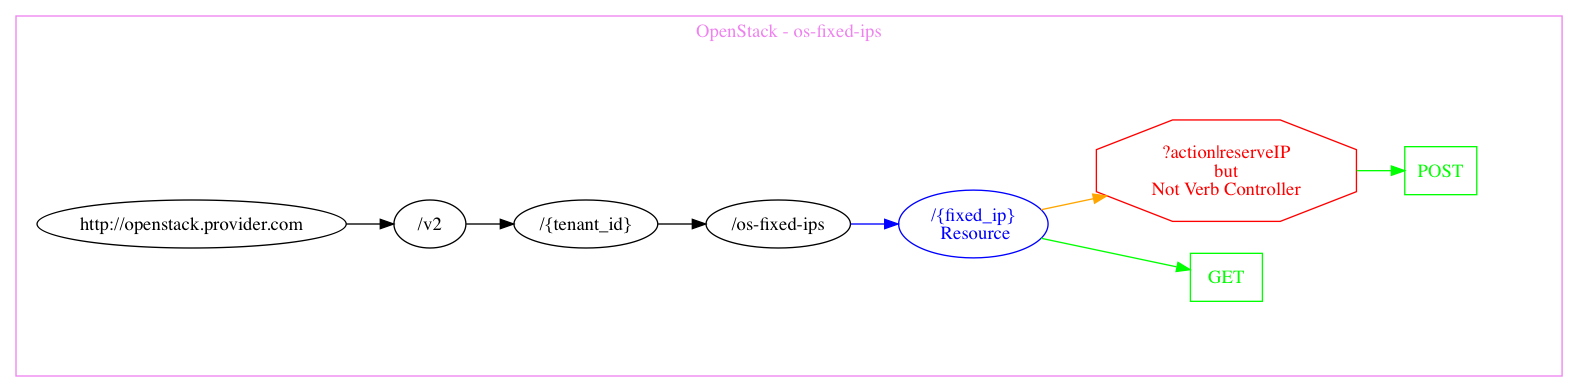 OpenStack - os-fixed-ips
http://openstack.provider.com
/v2
/{tenant_id}
/os-fixed-ips
/{fixed_ip}
Resource
?action|reserveIP
but
Not Verb Controller
POST
GET